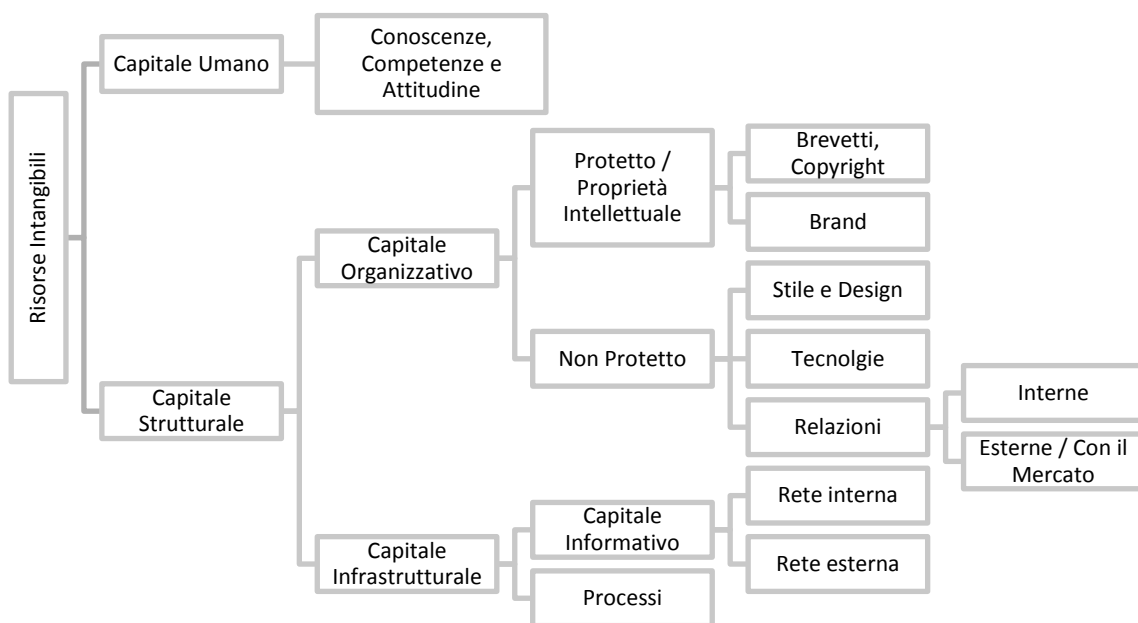 Risorse Intangibili
Capitale Umano
Conoscenze,
Competenze e
Attitudine
Capitale
Strutturale
Capitale
Organizzativo
Protetto /
Proprietà
Intellettuale
Brevetti,
Copyright
Brand
Non Protetto
Stile e Design
Tecnolgie
Relazioni
Interne
Esterne / Con il
Mercato
Capitale
Infrastrutturale
Capitale
Informativo
Rete interna
Rete esterna
Processi